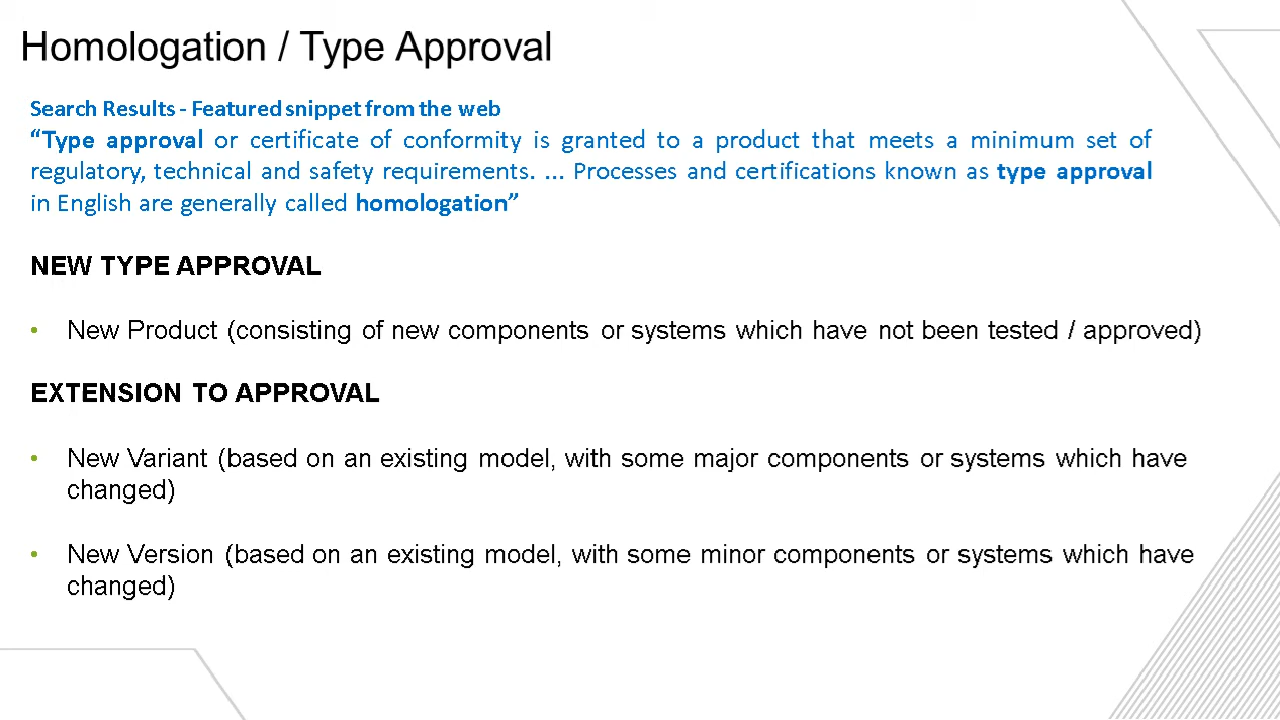 Homologation / Type Approval
Search Results - Featured snippet from the web
“Type approval or certificate of conformity is granted to a product that meets a minimum set of
regulatory, technical and safety requirements. ... Processes and certifications known as type approval
in English are generally called homologation”
NEW TYPE APPROVAL
• New Product (consisting of new components or systems which have not been tested / approved)
EXTENSION TO APPROVAL
• New Variant (based on an existing model, with some major components or systems which have
changed)
• New Version (based on an existing model, with some minor components or systems which have
changed)